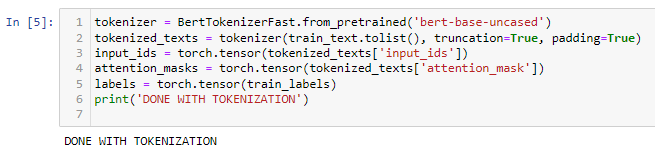 In [5]:
1 tokenizer = BertTokenizerFast.from_pretrained('bert-base-uncased')
2 tokenized_texts = tokenizer(train_text.tolist(), truncation=True, padding=True)
3 input_ids = torch.tensor(tokenized_texts['input_ids'])
4 attention_masks = torch.tensor(tokenized_texts['attention_mask'])
5 labels = torch.tensor(train_labels)
6 print('DONE WITH TOKENIZATION')
7
DONE WITH TOKENIZATION